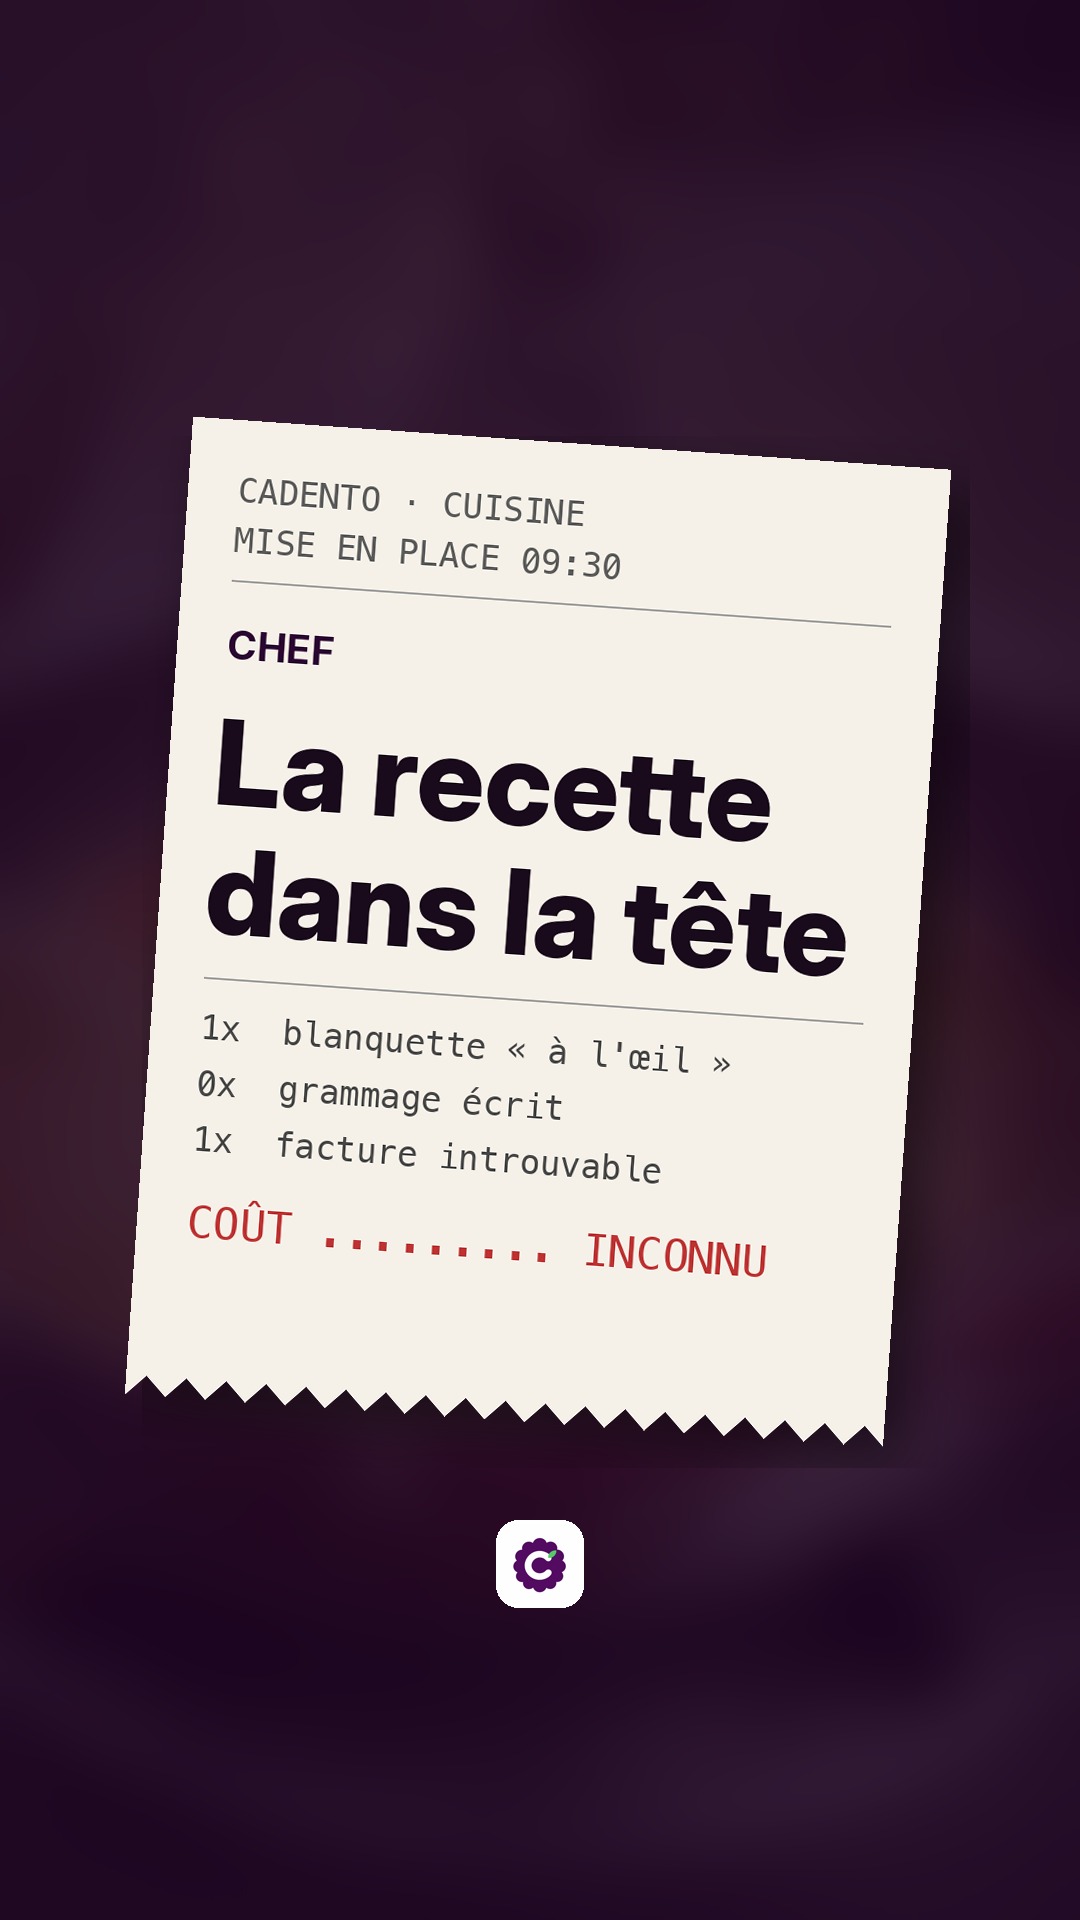 CADENTO · CUISINE
MISE EN PLACE 09:30
CHEF
La recette
dans la tête
1x blanquette « à l'œil »
0x grammage écrit
1x facture introuvable
COÛT ......... INCONNU